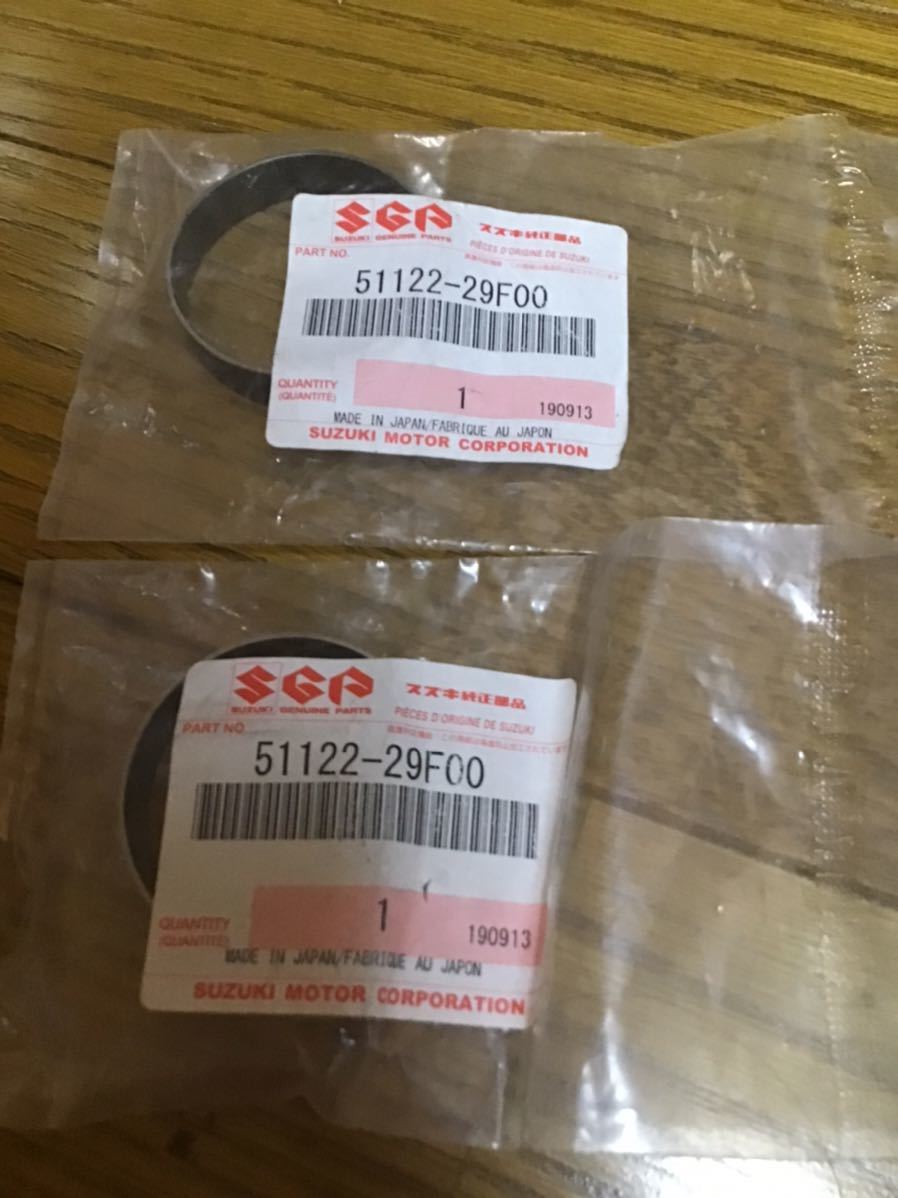 SGP
SUZUKI GENUINE PARTS
スズキ純正部品
PIÈCES D'ORIGINE DE SUZUKI
PART NO.
51122-29F00
QUANTITY
(QUANTITÉ)
1
190913
MADE IN JAPAN/FABRIQUE AU JAPON
SUZUKI MOTOR CORPORATION
SGP
SUZUKI GENUINE PARTS
スズキ純正部品
PIÈCES D'ORIGINE DE SUZUKI
PART NO
51122-29F00
QUANTITY
(QUANTITÉ)
1
190913
MADE IN JAPAN/FABRIQUE AU JAPON
SUZUKI MOTOR CORPORATION